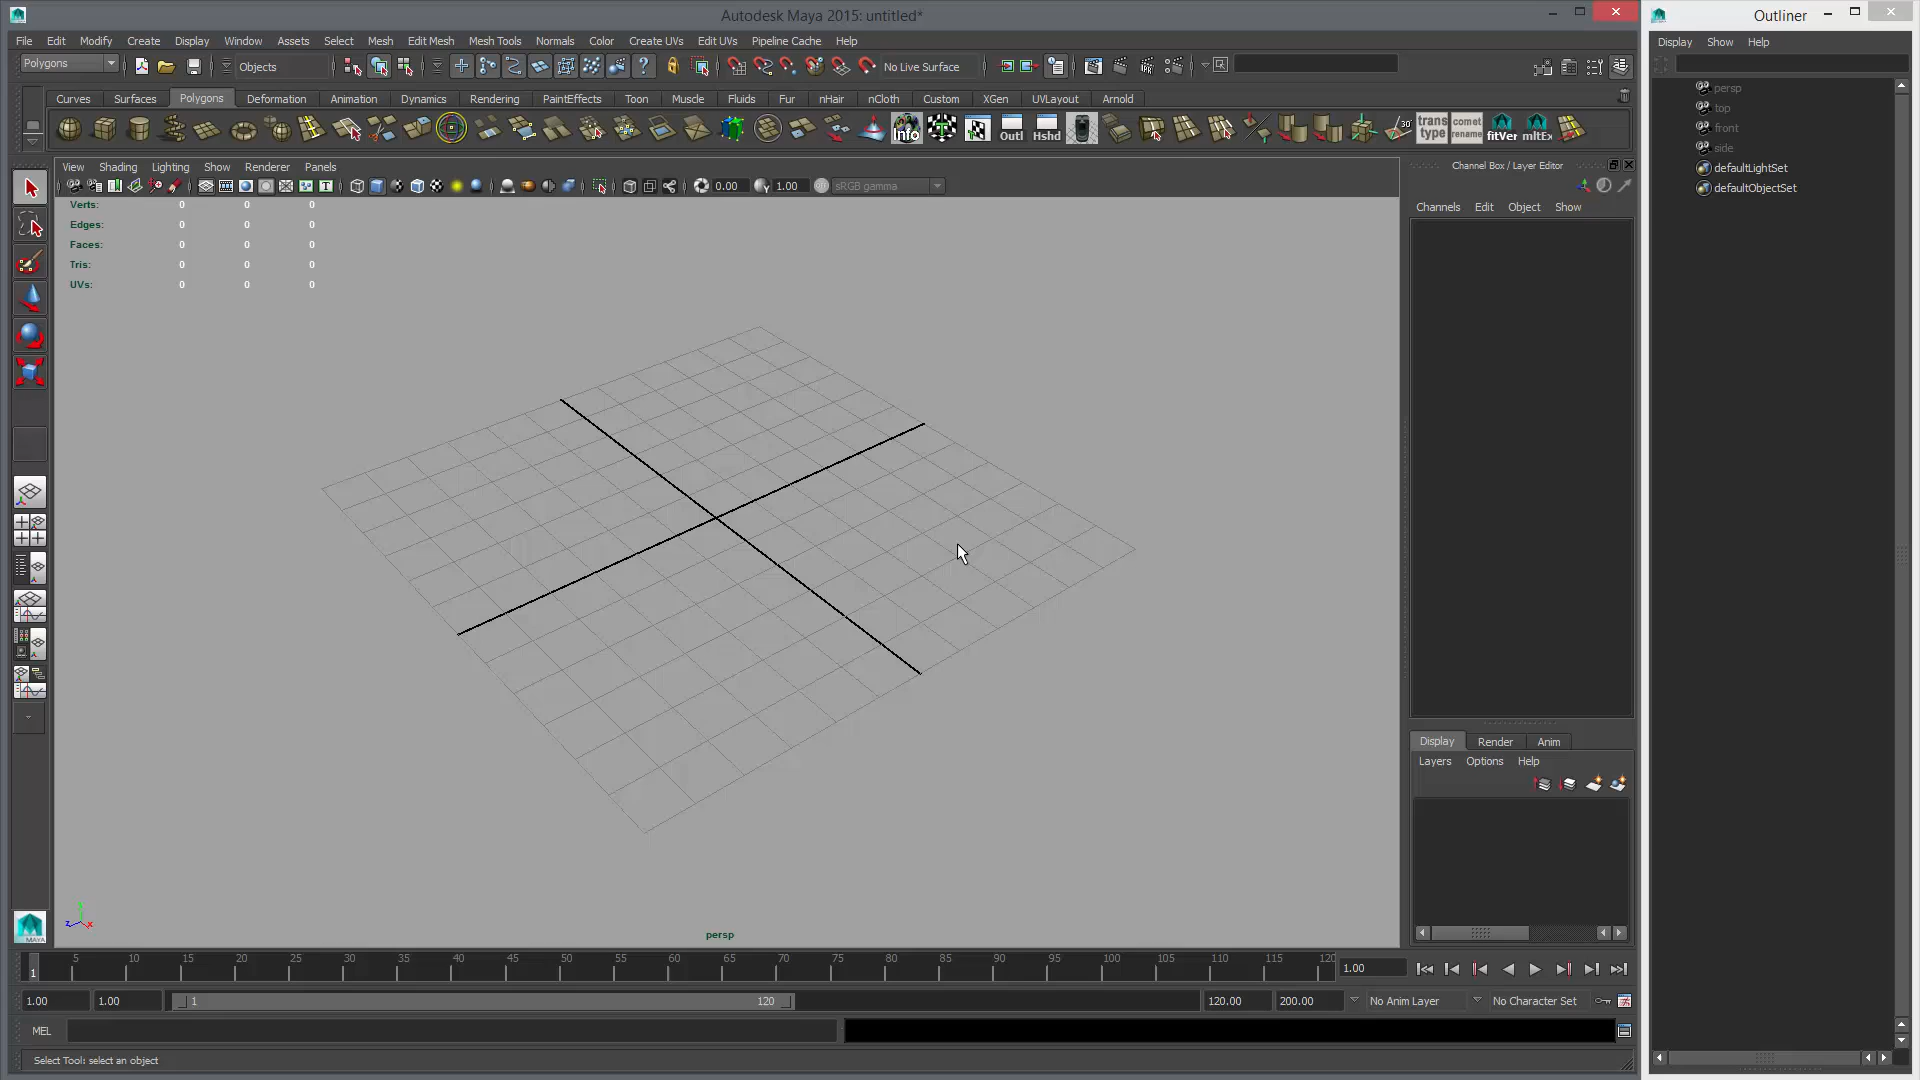 Autodesk Maya 2015: untitled*
File Edit Modify Create Display Window Assets Select Mesh Edit Mesh Mesh Tools Normals Color Create UVs Edit UVs Pipeline Cache Help
Polygons Objects No Live Surface
Curves Surfaces Polygons Deformation Animation Dynamics Rendering PaintEffects Toon Muscle Fluids Fur nHair nCloth Custom XGen UVLayout Arnold
Info Outl Hshd 30 trans type comet rename fitVer mltEx
View Shading Lighting Show Renderer Panels
0.00 1.00 sRGB gamma
Verts: 0 0 0
Edges: 0 0 0
Faces: 0 0 0
Tris: 0 0 0
UVs: 0 0 0
persp
z x
MAYA
Channel Box / Layer Editor
Channels Edit Object Show
Display Render Anim
Layers Options Help
1 5 10 15 20 25 30 35 40 45 50 55 60 65 70 75 80 85 90 95 100 105 110 115 120 1.00
1.00 1.00 1 120 120.00 200.00 No Anim Layer No Character Set
MEL
Select Tool: select an object
Outliner
Display Show Help
persp
top
front
side
defaultLightSet
defaultObjectSet